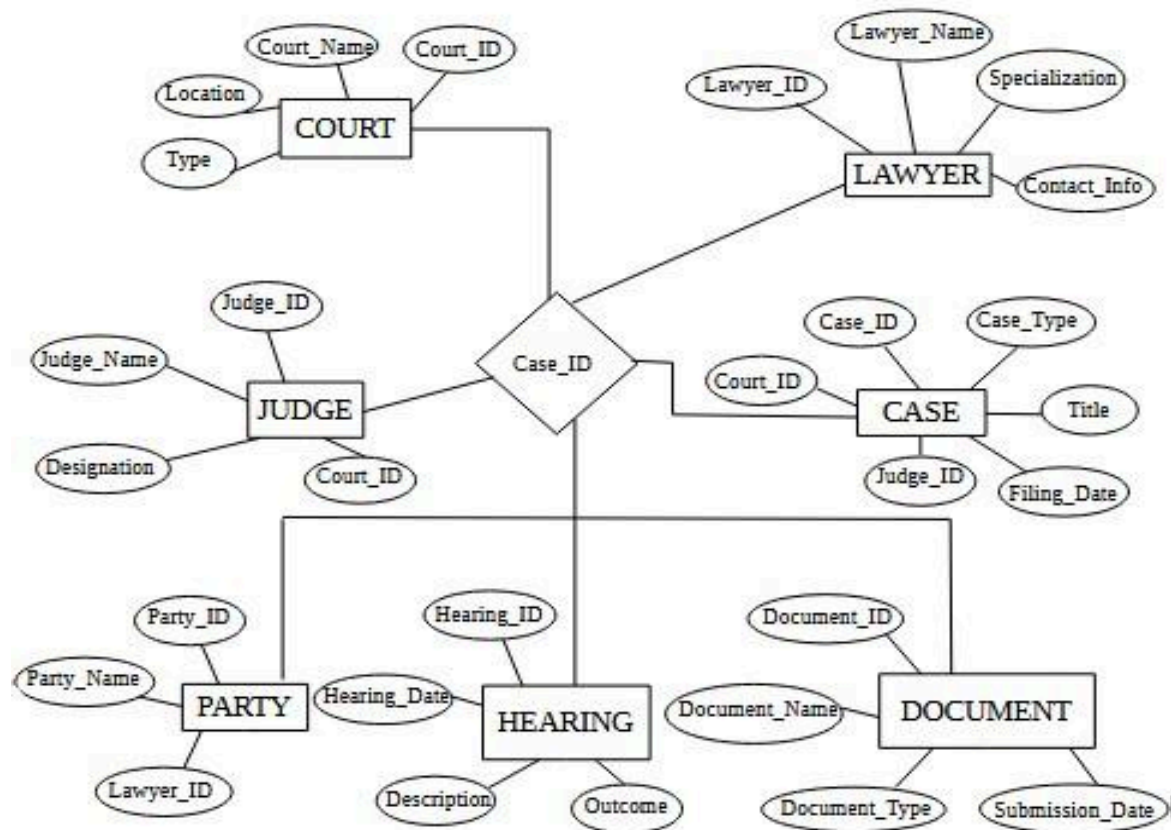 Court_Name
Court_ID
Location
COURT
Type
Lawyer_Name
Lawyer_ID
Specialization
LAWYER
Contact_Info
Judge_ID
Judge_Name
JUDGE
Designation
Court_ID
Case_ID
Case_ID
Case_Type
Court_ID
CASE
Title
Judge_ID
Filing_Date
Party_ID
Party_Name
PARTY
Lawyer_ID
Hearing_ID
Hearing_Date
HEARING
Description
Outcome
Document_ID
Document_Name
DOCUMENT
Document_Type
Submission_Date